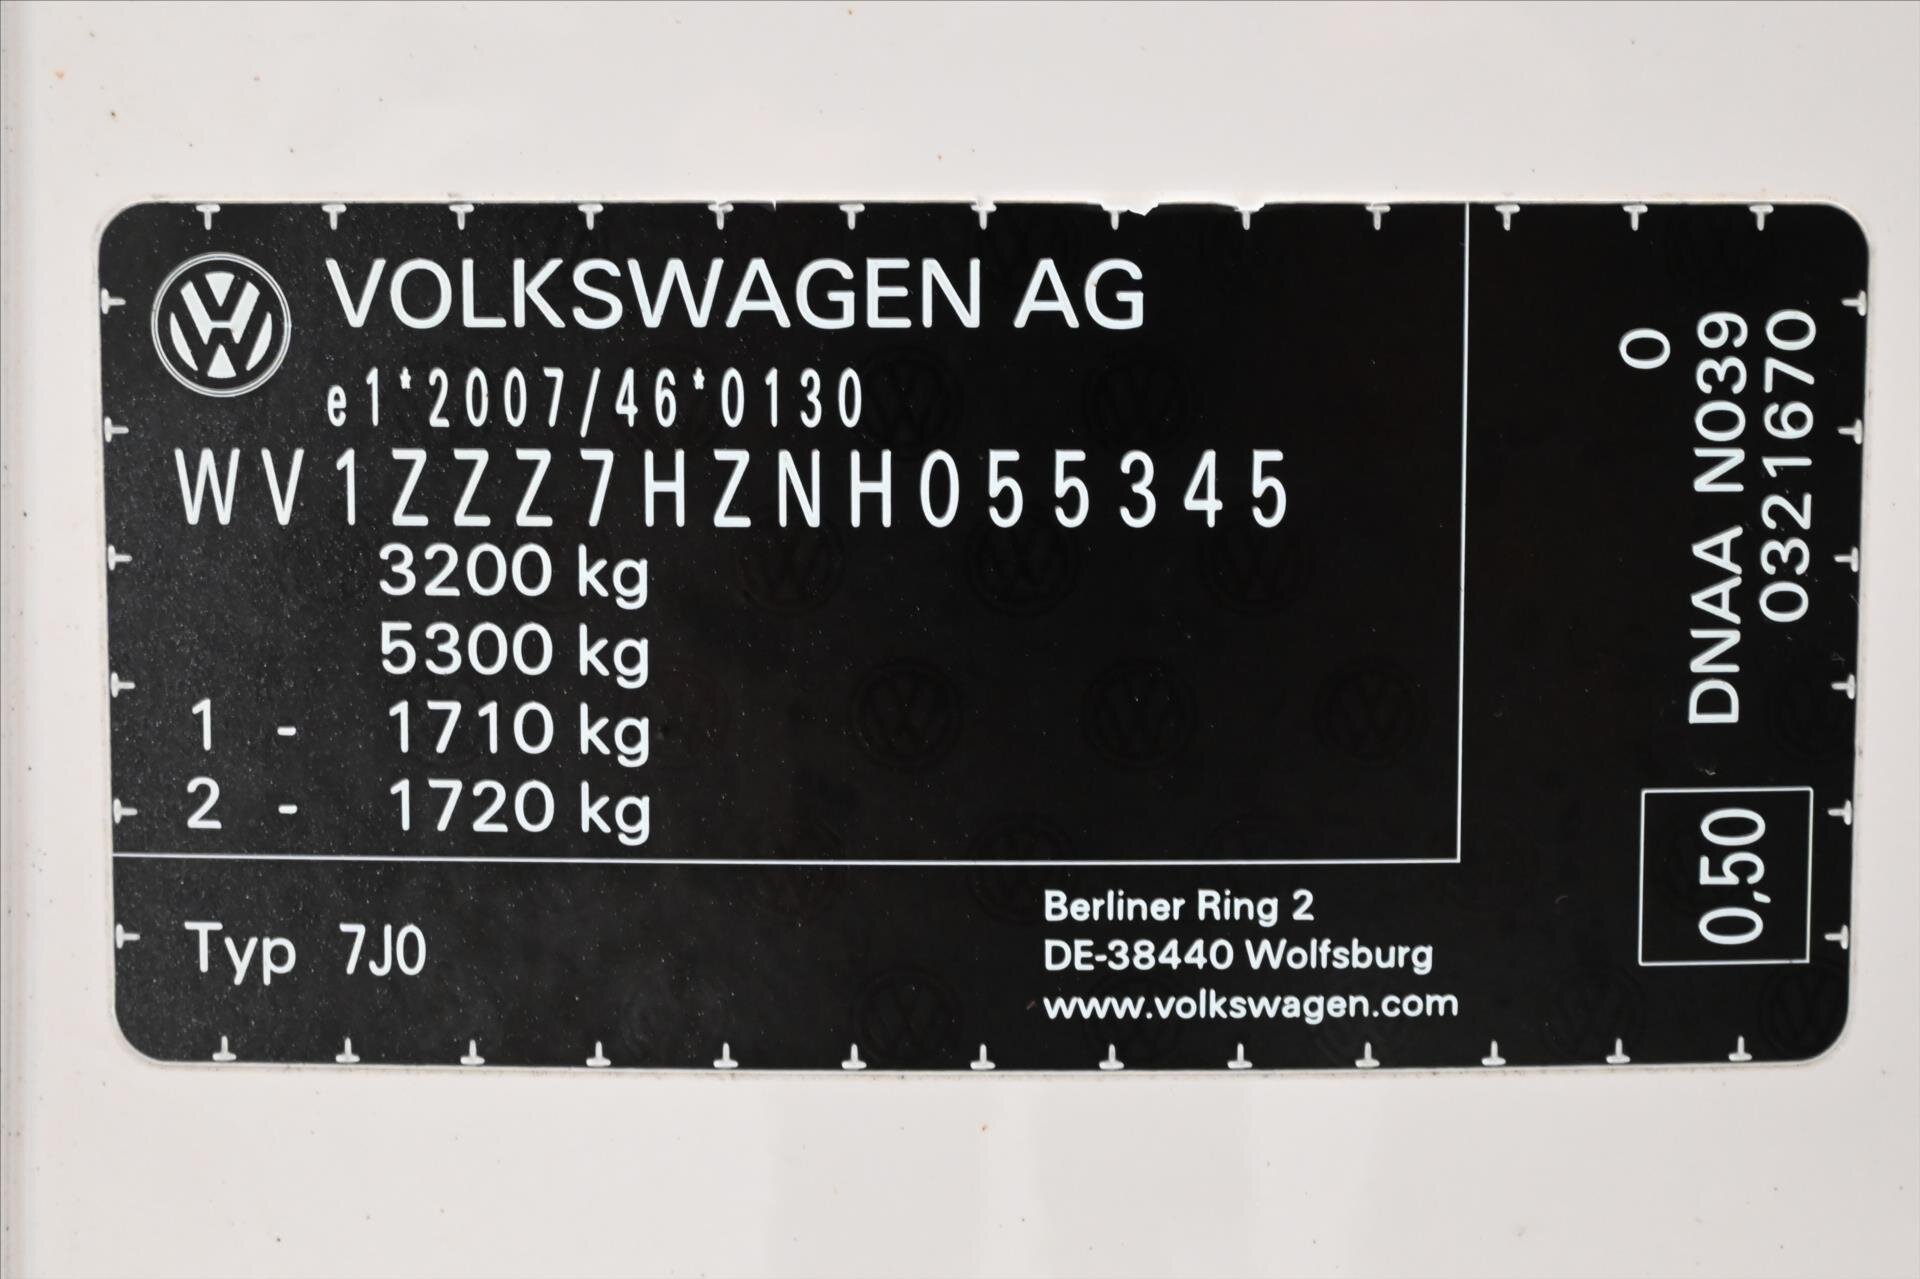 VOLKSWAGEN AG
e1*2007/46*0130
WV1ZZZ7HZNH055345
3200 kg
5300 kg
1 - 1710 kg
2 - 1720 kg
Typ 7J0
Berliner Ring 2
DE-38440 Wolfsburg
www.volkswagen.com
0
DNAA N039
0321670
0,50